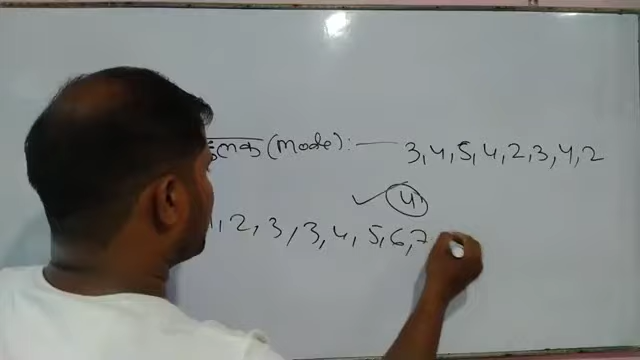 (Mode): — 3,4,5,4,2,3,4,2
4
, 2, 3, 3, 4, 5, 6, 7